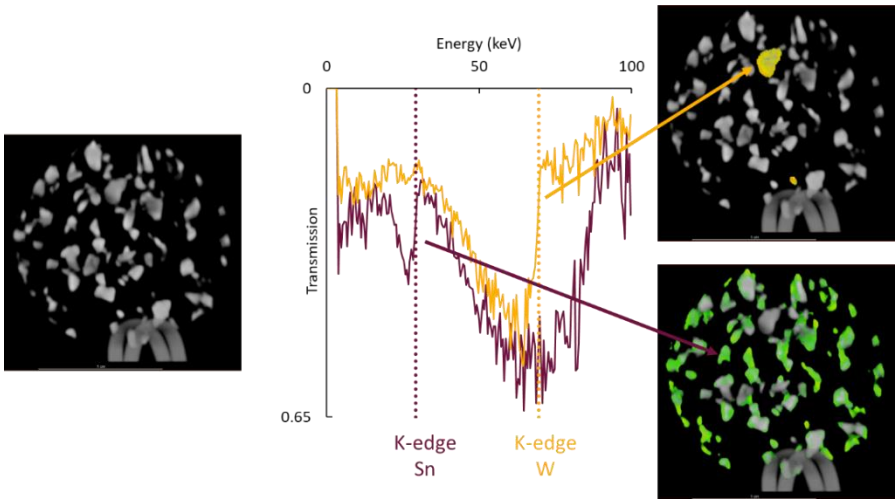 Energy (keV)
0
50
100
0
Transmission
0.65
K-edge
Sn
K-edge
W